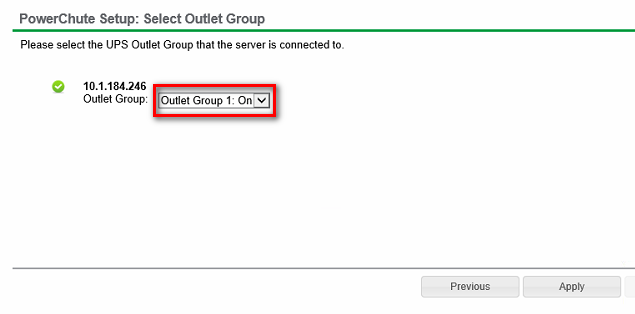 PowerChute Setup: Select Outlet Group
Please select the UPS Outlet Group that the server is connected to.
10.1.184.246
Outlet Group: Outlet Group 1: On
Previous Apply